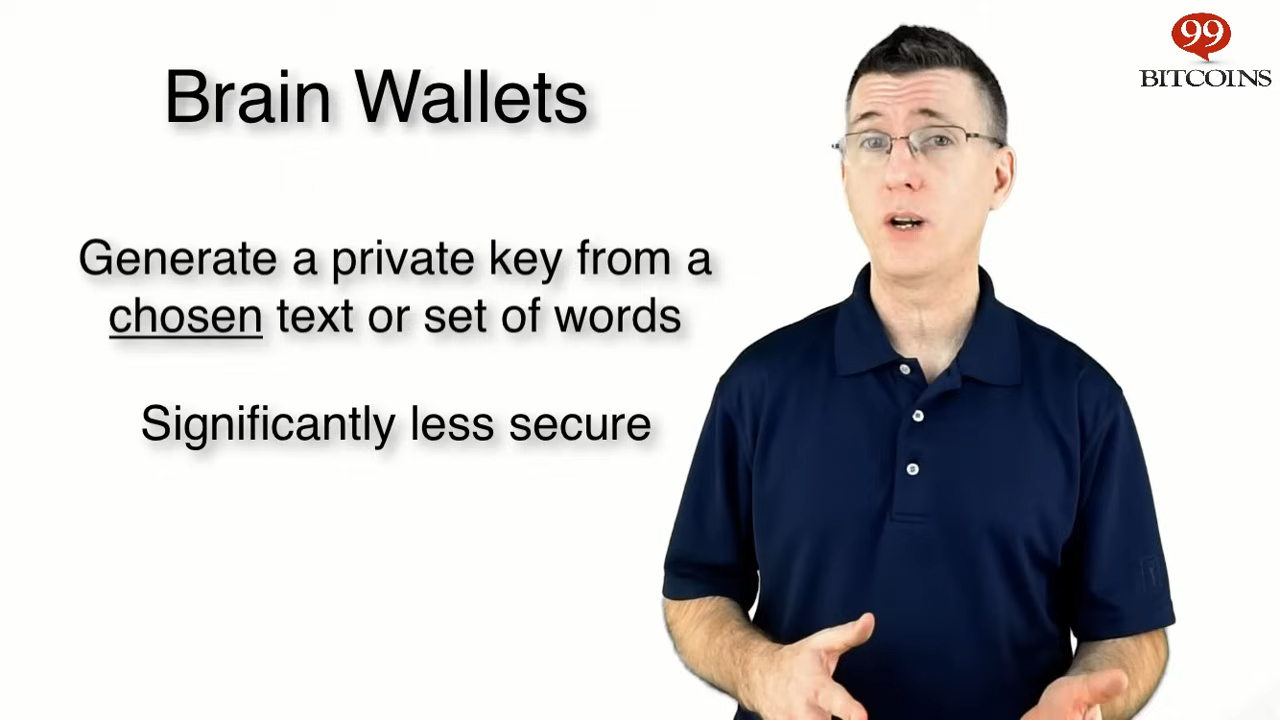 Brain Wallets
Generate a private key from a
chosen text or set of words
Significantly less secure
99
BITCOINS